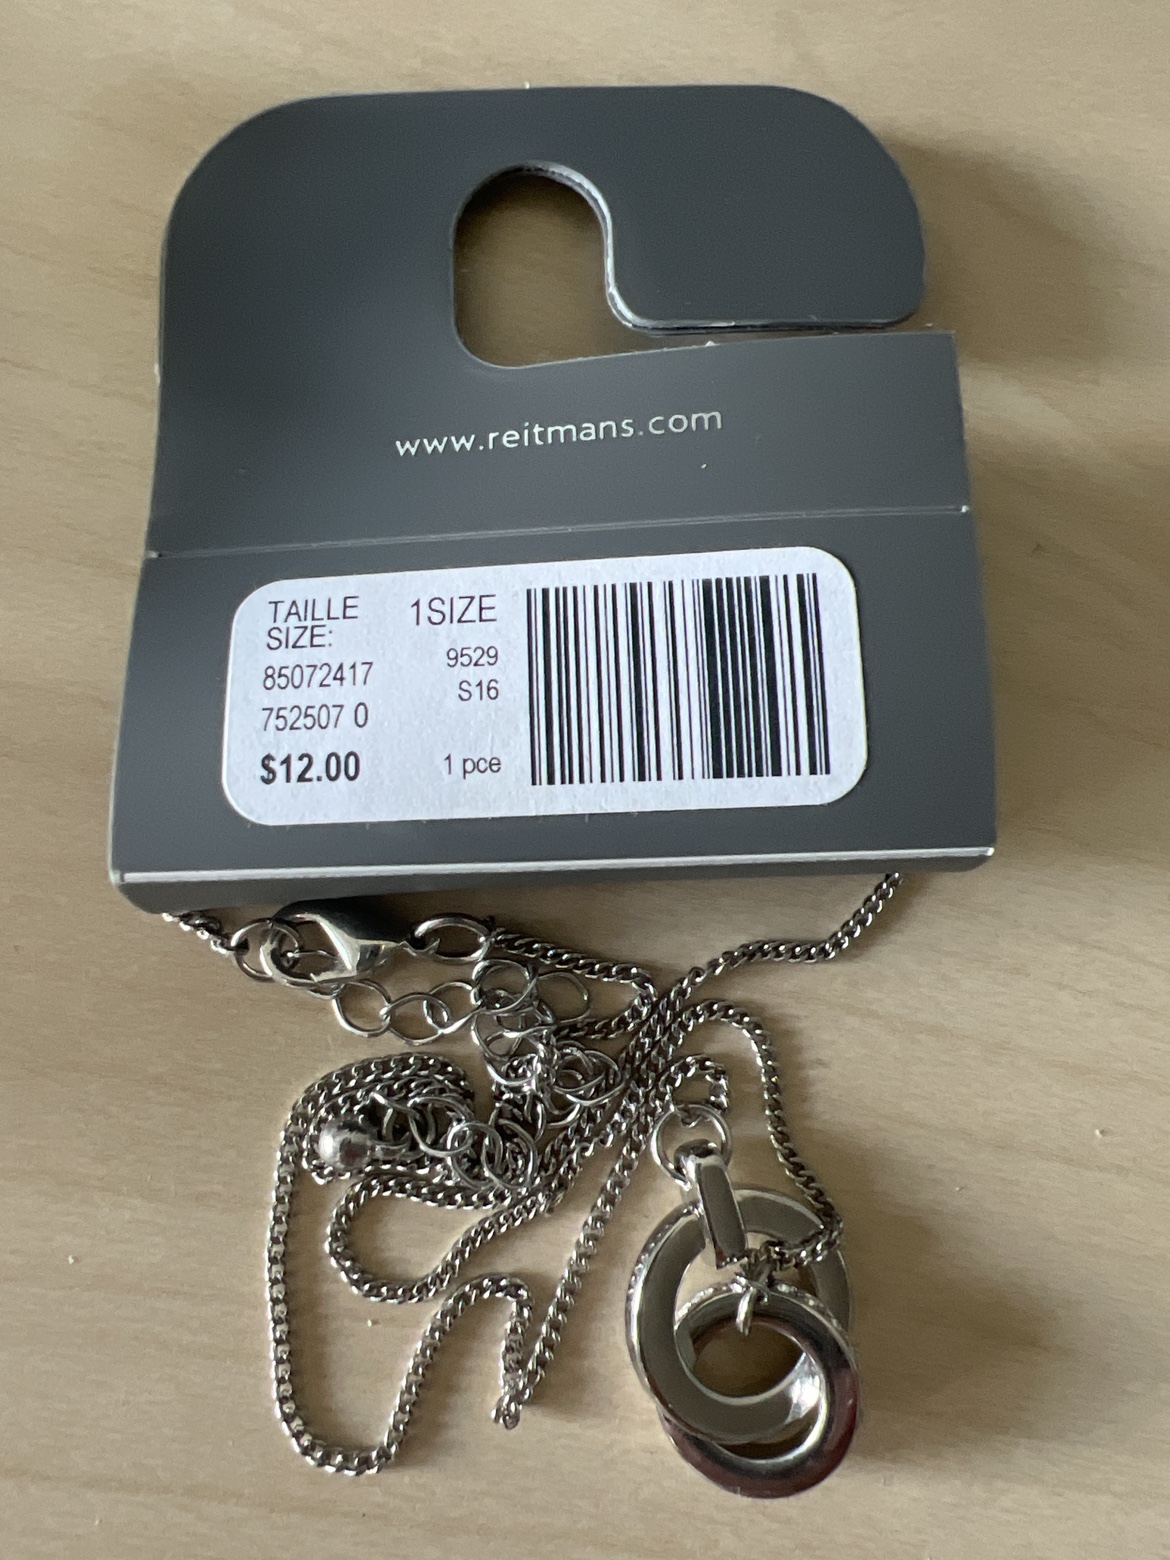 www.reitmans.com
TAILLE
SIZE: 1SIZE
85072417 9529
S16
752507 0
$12.00 1 pce